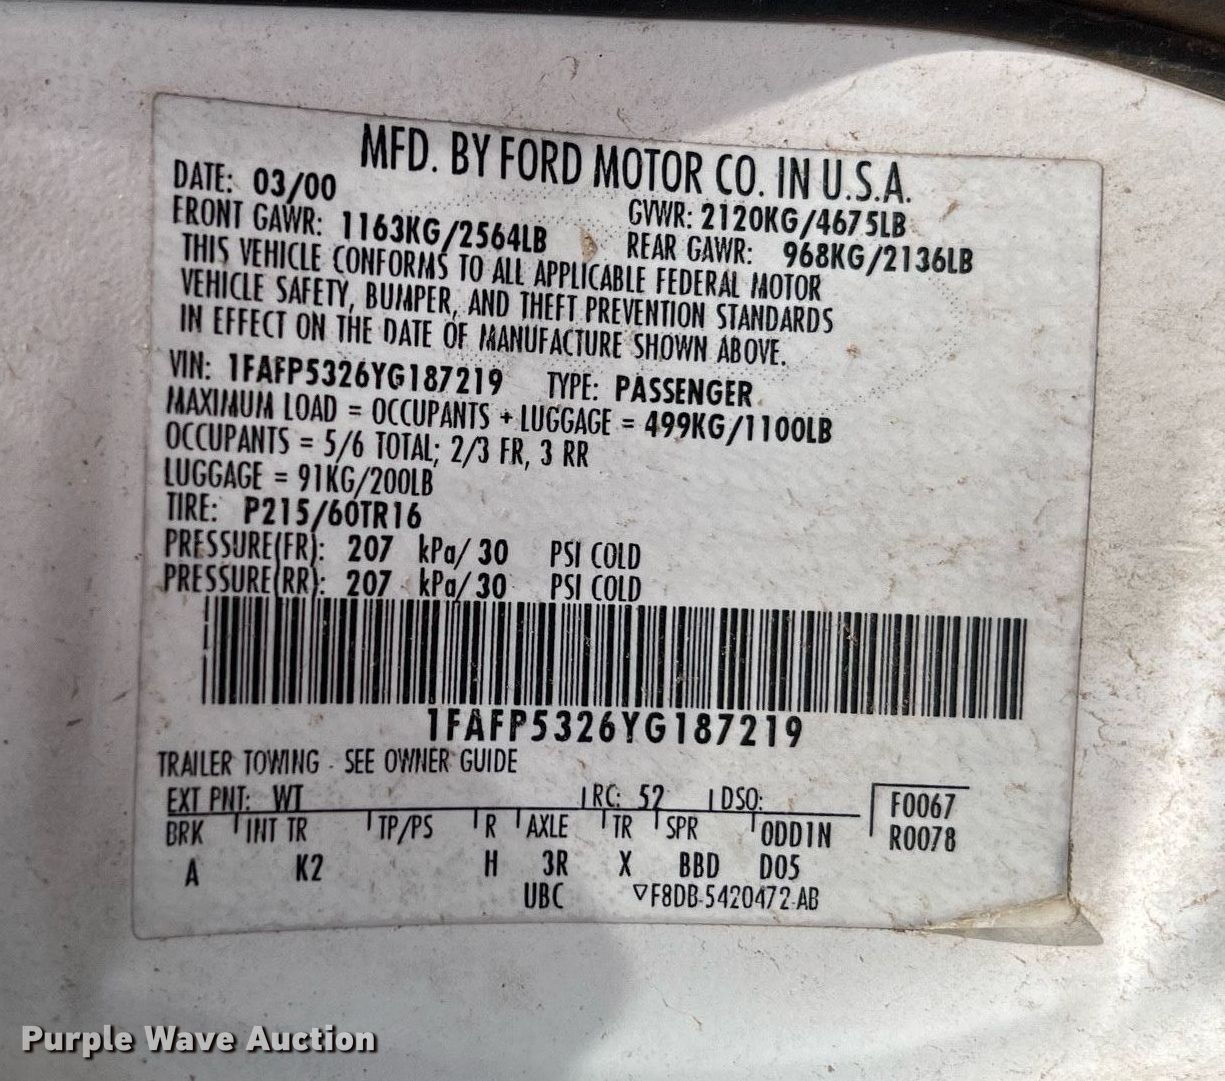 MFD. BY FORD MOTOR CO. IN U.S.A.
DATE: 03/00 GVWR: 2120KG/4675LB
FRONT GAWR: 1163KG/2564LB REAR GAWR: 968KG/2136LB
THIS VEHICLE CONFORMS TO ALL APPLICABLE FEDERAL MOTOR
VEHICLE SAFETY, BUMPER, AND THEFT PREVENTION STANDARDS
IN EFFECT ON THE DATE OF MANUFACTURE SHOWN ABOVE.
VIN: 1FAFP5326YG187219 TYPE: PASSENGER
MAXIMUM LOAD = OCCUPANTS + LUGGAGE = 499KG/1100LB
OCCUPANTS = 5/6 TOTAL; 2/3 FR, 3 RR
LUGGAGE = 91KG/200LB
TIRE: P215/60TR16
PRESSURE(FR): 207 kPa/ 30 PSI COLD
PRESSURE(RR): 207 kPa/ 30 PSI COLD
1FAFP5326YG187219
TRAILER TOWING - SEE OWNER GUIDE
EXT PNT: WT RC: 52 DSO: F0067
BRK INT TR TP/PS R AXLE TR SPR ODD1N R0078
A K2 H 3R X BBD D05
UBC ▽F8DB-5420472-AB
Purple Wave Auction